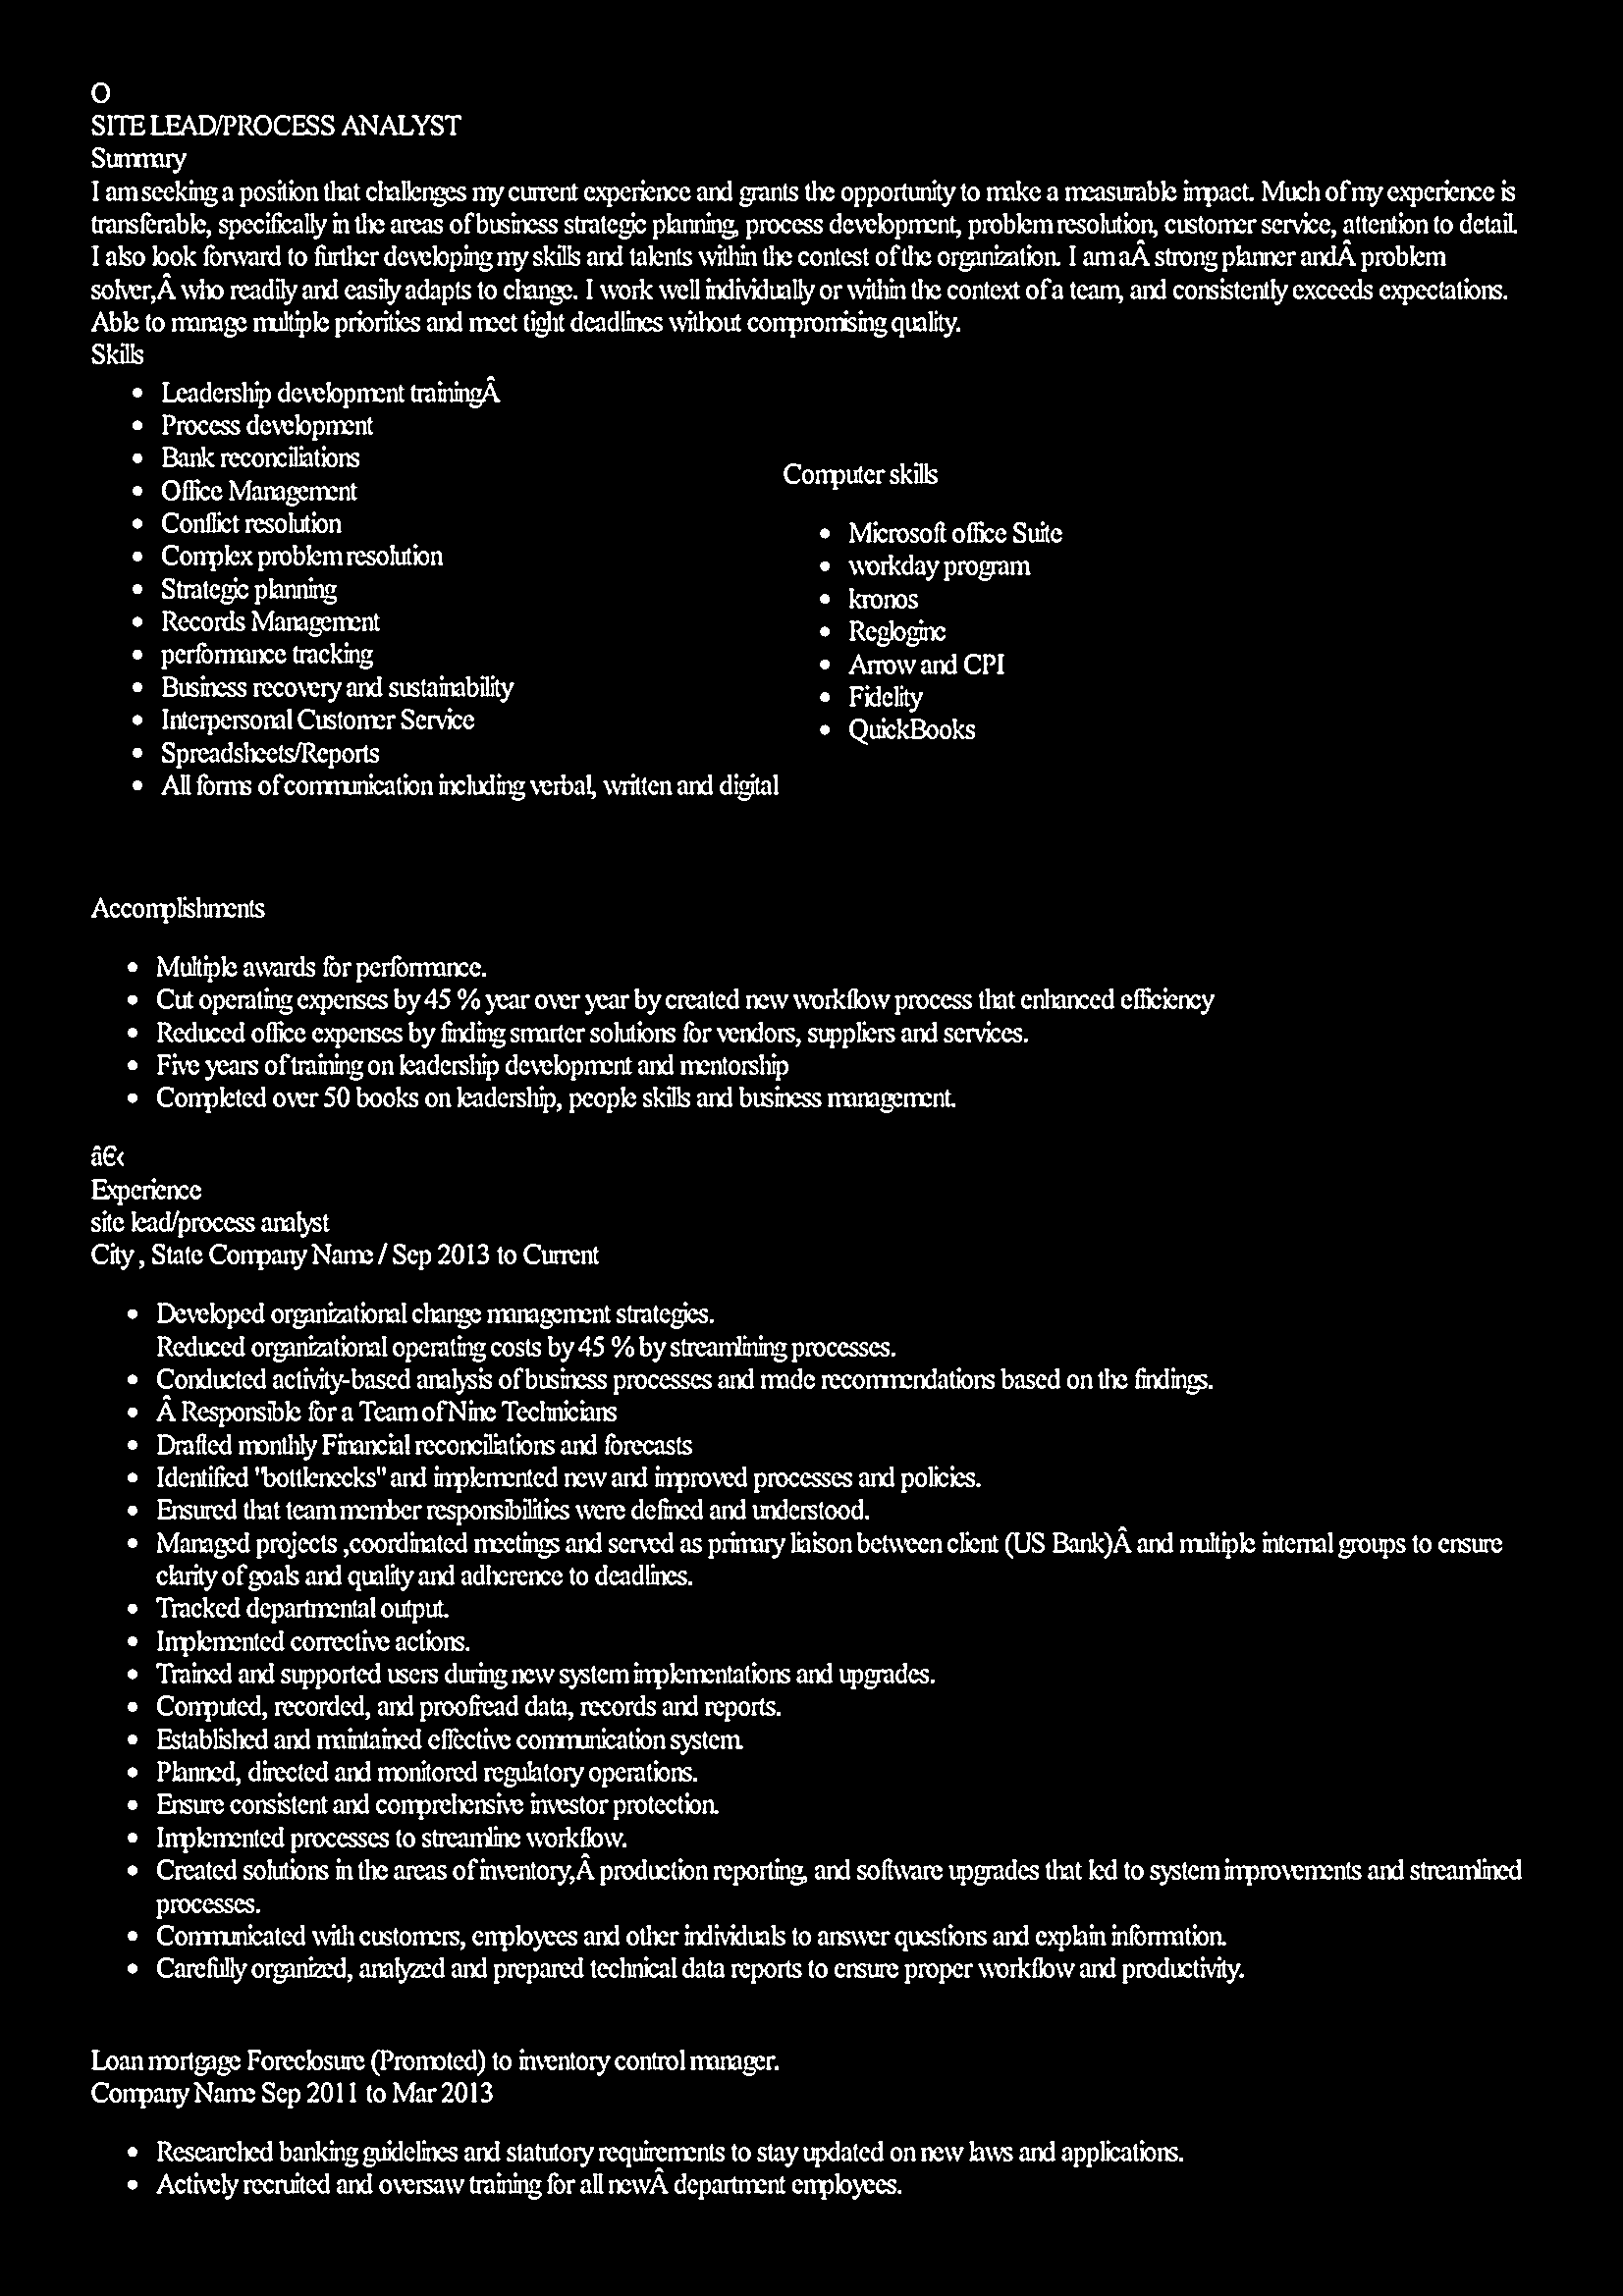 O
SITE LEAD/PROCESS ANALYST
Summary
I am seeking a position that challenges my current experience and grants the opportunity to make a measurable impact. Much of my experience is
transferable, specifically in the areas of business strategic planning, process development, problem resolution, customer service, attention to detail.
I also look forward to further developing my skills and talents within the contest of the organization. I am aÂ strong planner andÂ problem
solver,Â who readily and easily adapts to change. I work well individually or within the context of a team, and consistently exceeds expectations.
Able to manage multiple priorities and meet tight deadlines without compromising quality.
Skills
• Leadership development trainingÂ
• Process development
• Bank reconciliations
• Office Management
• Conflict resolution
• Complex problem resolution
• Strategic planning
• Records Management
• performance tracking
• Business recovery and sustainability
• Interpersonal Customer Service
• Spreadsheets/Reports
• All forms of communication including verbal, written and digital
Computer skills
• Microsoft office Suite
• workday program
• kronos
• Regloginc
• Arrow and CPI
• Fidelity
• QuickBooks
Accomplishments
• Multiple awards for performance.
• Cut operating expenses by 45 % year over year by created new workflow process that enhanced efficiency
• Reduced office expenses by finding smarter solutions for vendors, suppliers and services.
• Five years of training on leadership development and mentorship
• Completed over 50 books on leadership, people skills and business management.
â€‹
Experience
site lead/process analyst
City , State Company Name / Sep 2013 to Current
• Developed organizational change management strategies.
Reduced organizational operating costs by 45 % by streamlining processes.
• Conducted activity-based analysis of business processes and made recommendations based on the findings.
• Â Responsible for a Team of Nine Technicians
• Drafted monthly Financial reconciliations and forecasts
• Identified "bottlenecks" and implemented new and improved processes and policies.
• Ensured that team member responsibilities were defined and understood.
• Managed projects ,coordinated meetings and served as primary liaison between client (US Bank)Â and multiple internal groups to ensure
clarity of goals and quality and adherence to deadlines.
• Tracked departmental output.
• Implemented corrective actions.
• Trained and supported users during new system implementations and upgrades.
• Computed, recorded, and proofread data, records and reports.
• Established and maintained effective communication system.
• Planned, directed and monitored regulatory operations.
• Ensure consistent and comprehensive investor protection.
• Implemented processes to streamline workflow.
• Created solutions in the areas of inventory,Â production reporting, and software upgrades that led to system improvements and streamlined
processes.
• Communicated with customers, employees and other individuals to answer questions and explain information.
• Carefully organized, analyzed and prepared technical data reports to ensure proper workflow and productivity.
Loan mortgage Foreclosure (Promoted) to inventory control manager.
Company Name Sep 2011 to Mar 2013
• Researched banking guidelines and statutory requirements to stay updated on new laws and applications.
• Actively recruited and oversaw training for all newÂ department employees.